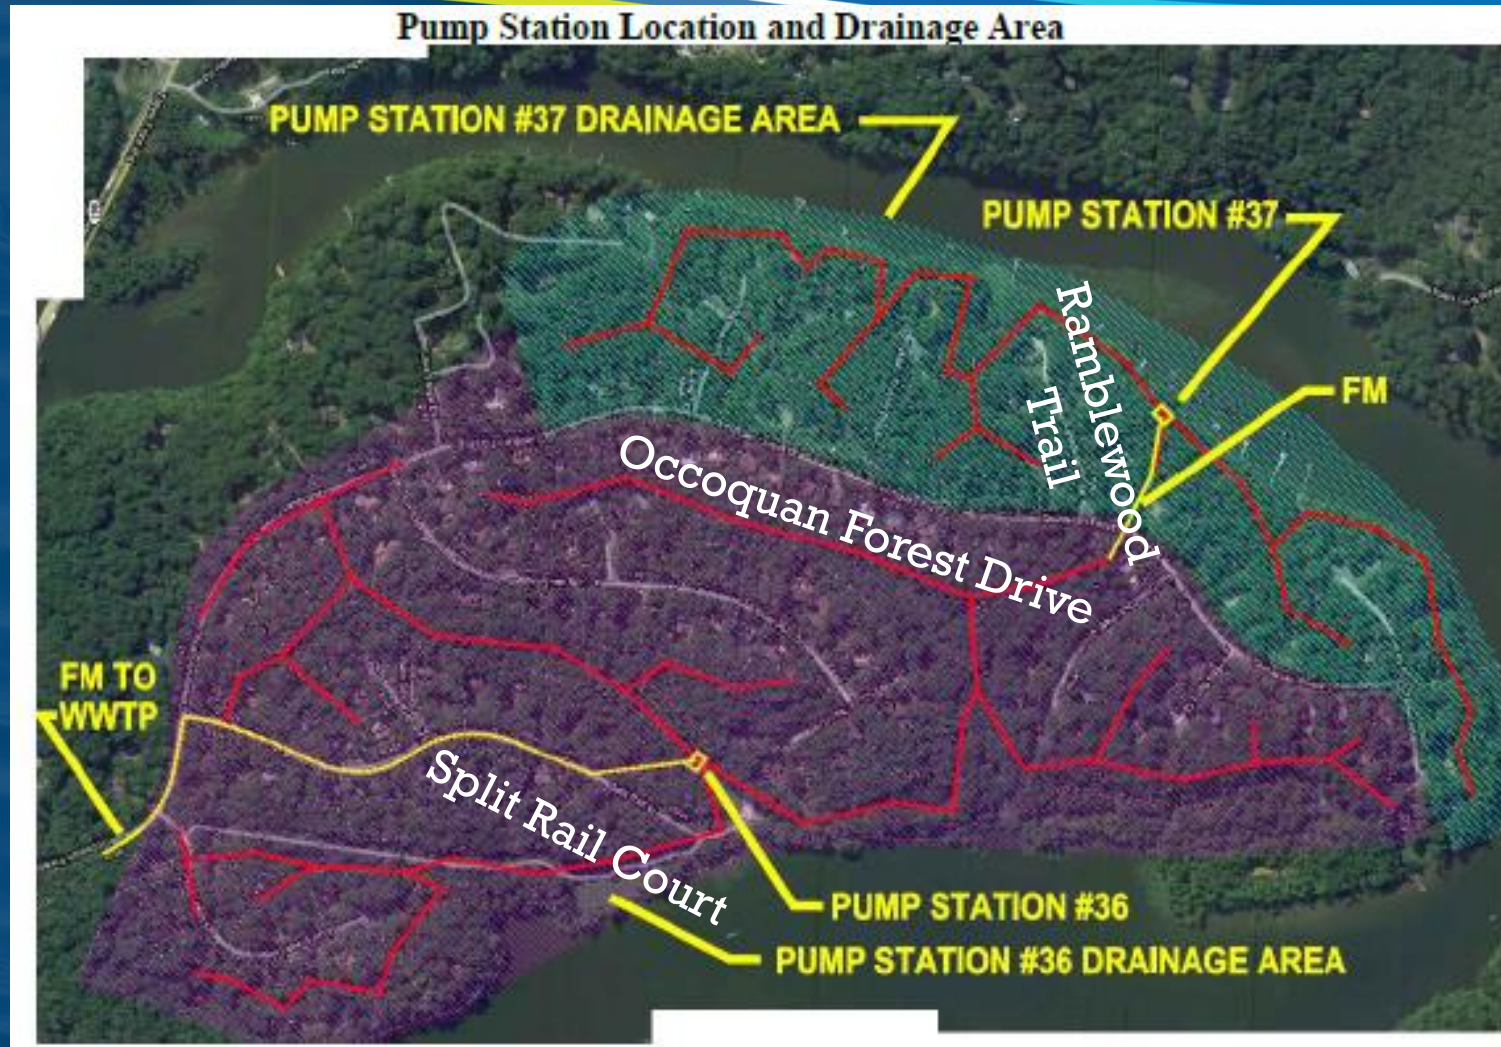 Pump Station Location and Drainage Area
PUMP STATION #37 DRAINAGE AREA
PUMP STATION #37
FM
Ramblewood
Trail
Occoquan Forest Drive
FM TO
WWTP
Split Rail Court
PUMP STATION #36
PUMP STATION #36 DRAINAGE AREA